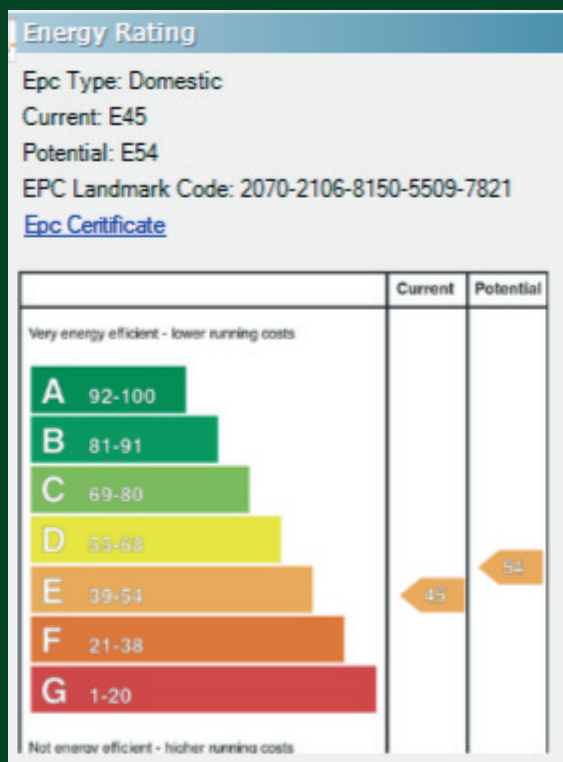 Energy Rating
Epc Type: Domestic
Current: E45
Potential: E54
EPC Landmark Code: 2070-2106-8150-5509-7821
Epc Ceritificate
Current Potential
Very energy efficient - lower running costs
A 92-100
B 81-91
C 69-80
D 55-68
54
E 39-54
45
F 21-38
G 1-20
Not energy efficient - higher running costs